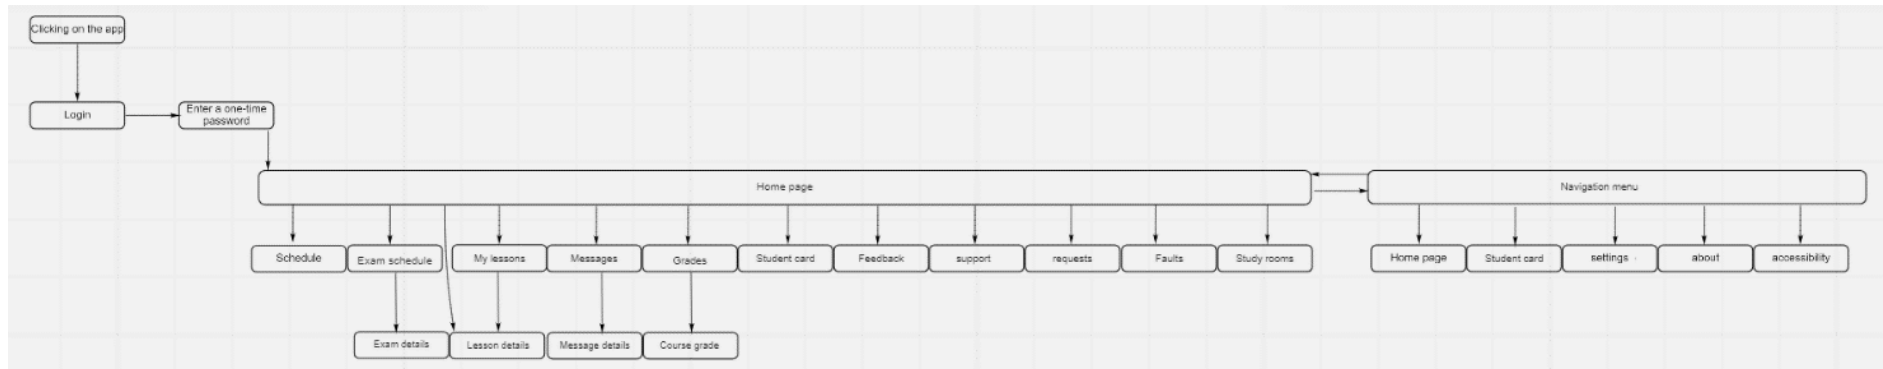 Clicking on the app
Login
Enter a one-time
password
Home page
Navigation menu
Schedule
Exam schedule
My lessons
Messages
Grades
Student card
Feedback
support
requests
Faults
Study rooms
Home page
Student card
settings
about
accessibility
Exam details
Lesson details
Message details
Course grade